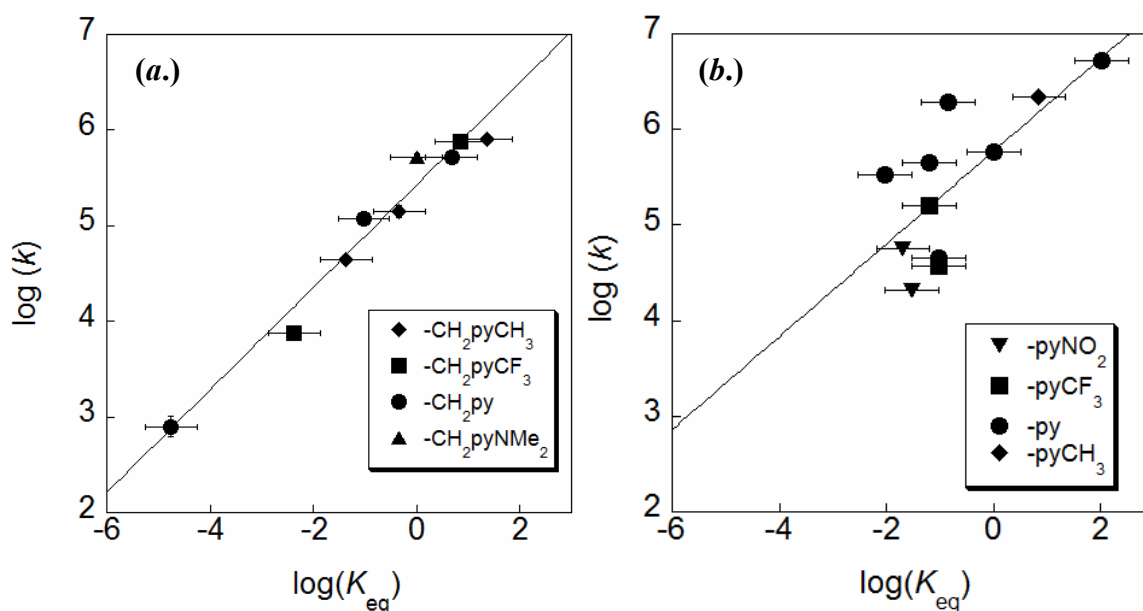 (a.)
7
6
5
4
3
2
log (k)
-6
-4
-2
0
2
log(Keq)
-CH2pyCH3
-CH2pyCF3
-CH2py
-CH2pyNMe2
(b.)
7
6
5
4
3
2
log (k)
-6
-4
-2
0
2
log(Keq)
-pyNO2
-pyCF3
-py
-pyCH3